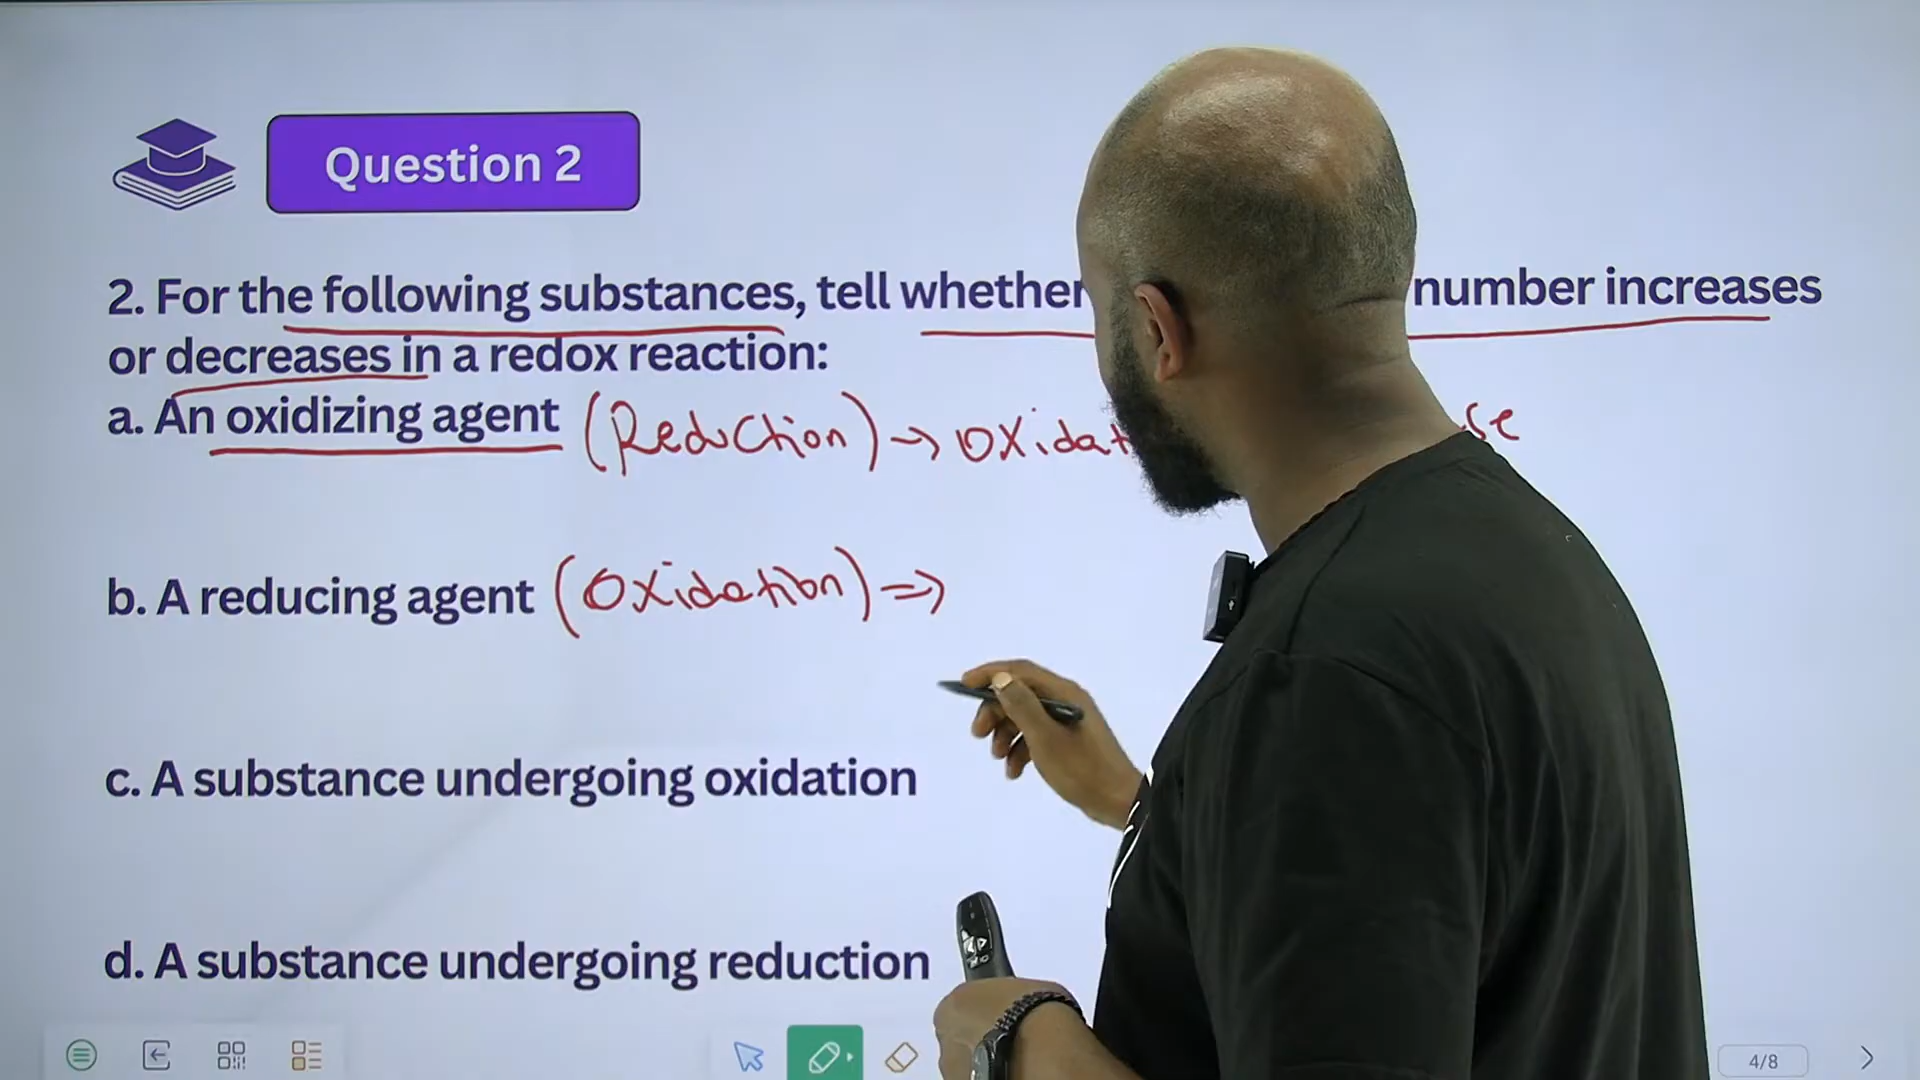 Question 2
2. For the following substances, tell whether number increases
or decreases in a redox reaction:
a. An oxidizing agent (Reduction) → oxidat se
b. A reducing agent (Oxidation) ⇒
c. A substance undergoing oxidation
d. A substance undergoing reduction
4/8